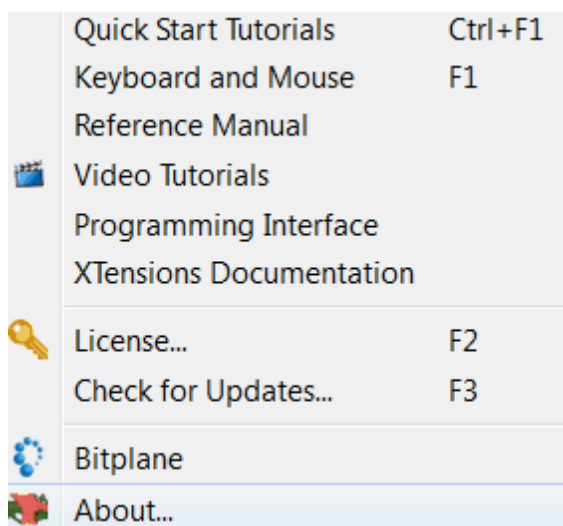 Quick Start Tutorials Ctrl+F1
Keyboard and Mouse F1
Reference Manual
Video Tutorials
Programming Interface
XTensions Documentation
License... F2
Check for Updates... F3
Bitplane
About...